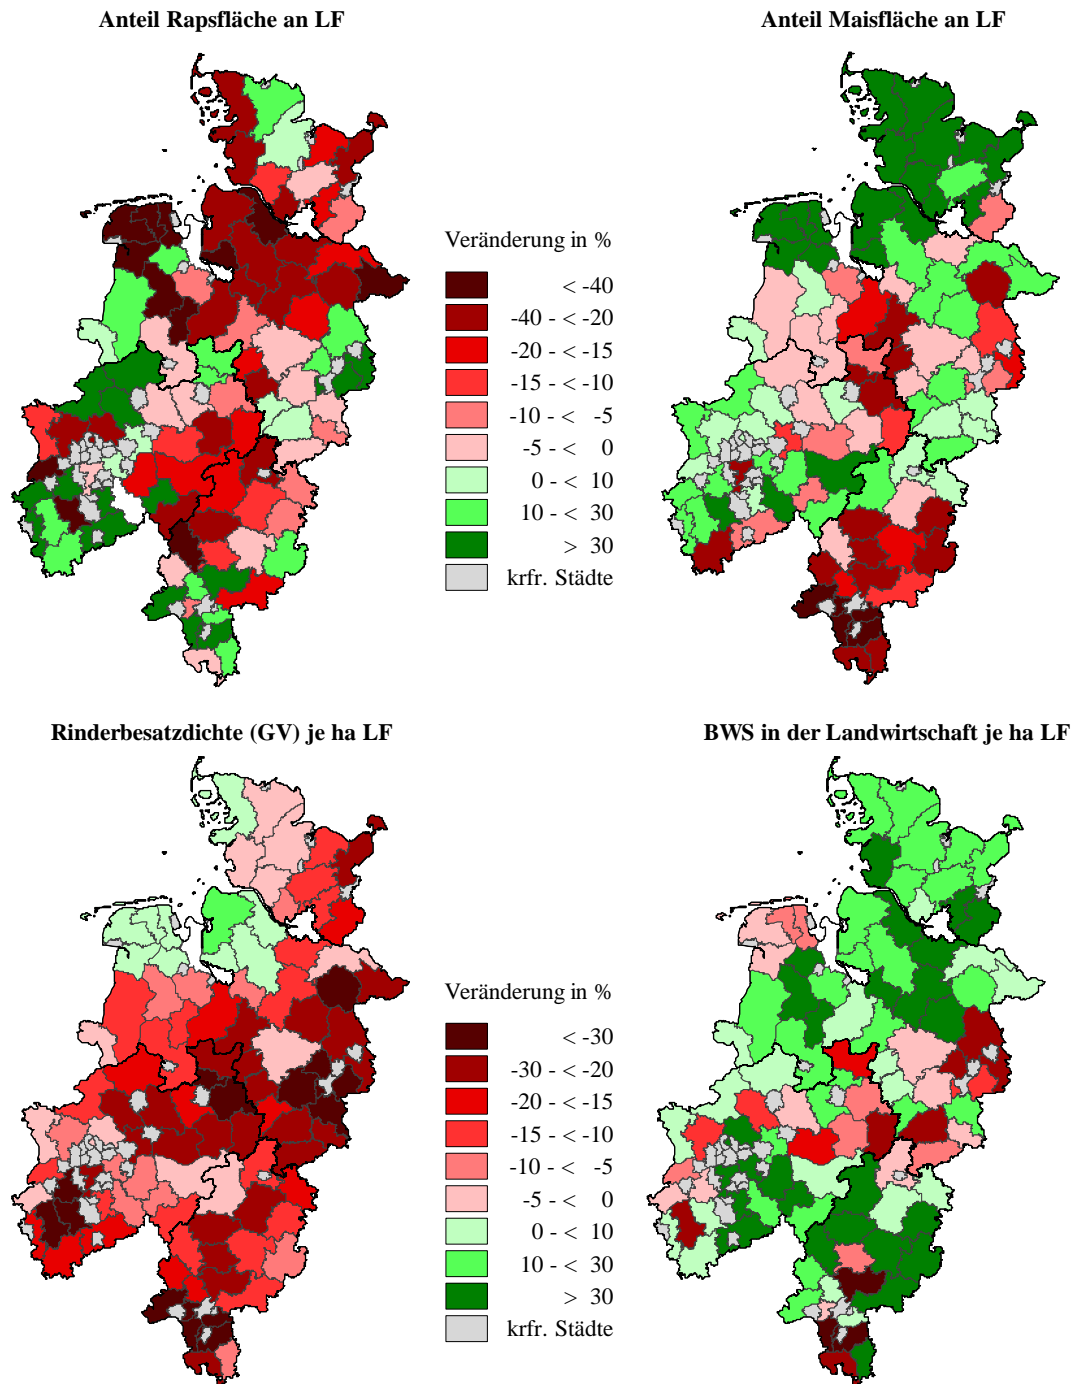 Anteil Rapsfläche an LF
Anteil Maisfläche an LF
Veränderung in %
< -40
-40 - < -20
-20 - < -15
-15 - < -10
-10 - < -5
-5 - < 0
0 - < 10
10 - < 30
> 30
krfr. Städte
Rinderbesatzdichte (GV) je ha LF
BWS in der Landwirtschaft je ha LF
Veränderung in %
< -30
-30 - < -20
-20 - < -15
-15 - < -10
-10 - < -5
-5 - < 0
0 - < 10
10 - < 30
> 30
krfr. Städte